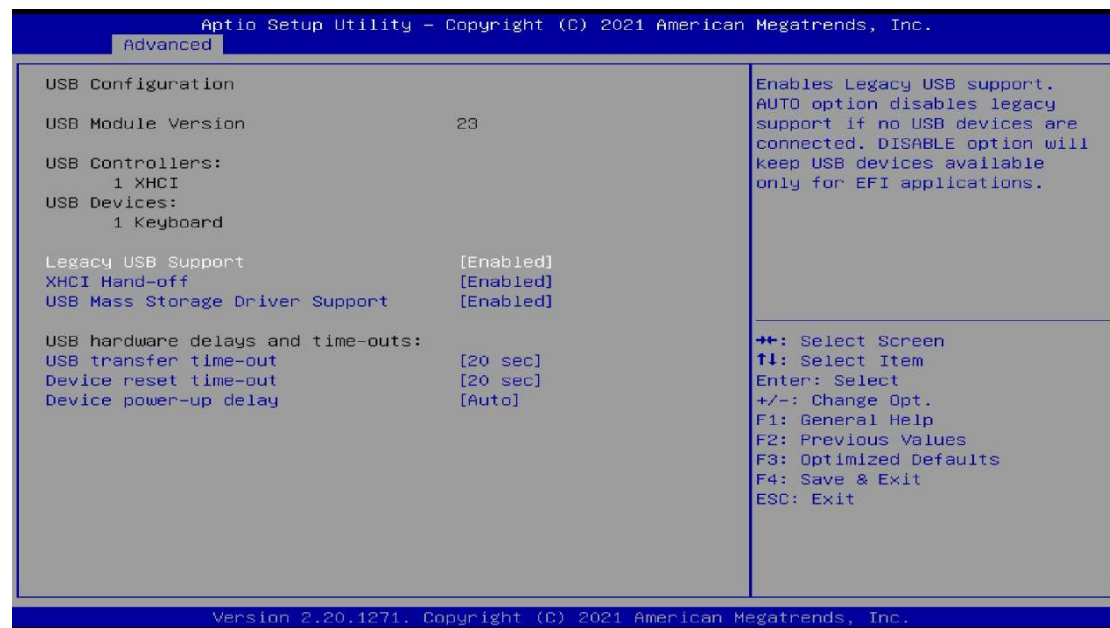 Aptio Setup Utility – Copyright (C) 2021 American Megatrends, Inc.
Advanced
USB Configuration
USB Module Version 23
USB Controllers:
1 XHCI
USB Devices:
1 Keyboard
Legacy USB Support [Enabled]
XHCI Hand-off [Enabled]
USB Mass Storage Driver Support [Enabled]
USB hardware delays and time-outs:
USB transfer time-out [20 sec]
Device reset time-out [20 sec]
Device power-up delay [Auto]
Enables Legacy USB support.
AUTO option disables legacy
support if no USB devices are
connected. DISABLE option will
keep USB devices available
only for EFI applications.
→←: Select Screen
↑↓: Select Item
Enter: Select
+/-: Change Opt.
F1: General Help
F2: Previous Values
F3: Optimized Defaults
F4: Save & Exit
ESC: Exit
Version 2.20.1271. Copyright (C) 2021 American Megatrends, Inc.